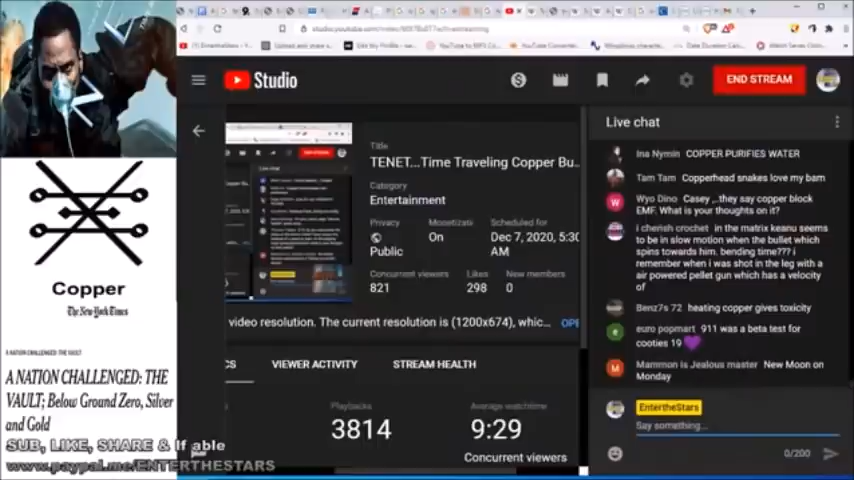 Studio
END STREAM
Live chat
Title
TENET...Time Traveling Copper Bu...
Category
Entertainment
Privacy
Monetizati
Scheduled for
Public
On
Dec 7, 2020, 5:30
AM
Concurrent viewers
Likes
New members
821
298
0
video resolution. The current resolution is (1200x674), whic...
OPE
CS
VIEWER ACTIVITY
STREAM HEALTH
Playbacks
Average watchtime
3814
9:29
Concurrent viewers
Ina Nymin COPPER PURIFIES WATER
Tam Tam Copperhead snakes love my bam
Wyo Dino Casey ,..they say copper block
EMF. What is your thoughts on it?
i cherish crochet in the matrix keanu seems
to be in slow motion when the bullet which
spins towards him. bending time??? i
remember when i was shot in the leg with a
air powered pellet gun which has a velocity
of
Benz7s 72 heating copper gives toxicity
euro popmart 911 was a beta test for
cooties 19
Mammon is Jealous master New Moon on
Monday
EntertheStars
Say something...
0/200
Copper
The New York Times
A NATION CHALLENGED: THE VAULT
A NATION CHALLENGED: THE
VAULT; Below Ground Zero, Silver
and Gold
SUB, LIKE, SHARE & If able
www.paypal.me/ENTERTHESTARS